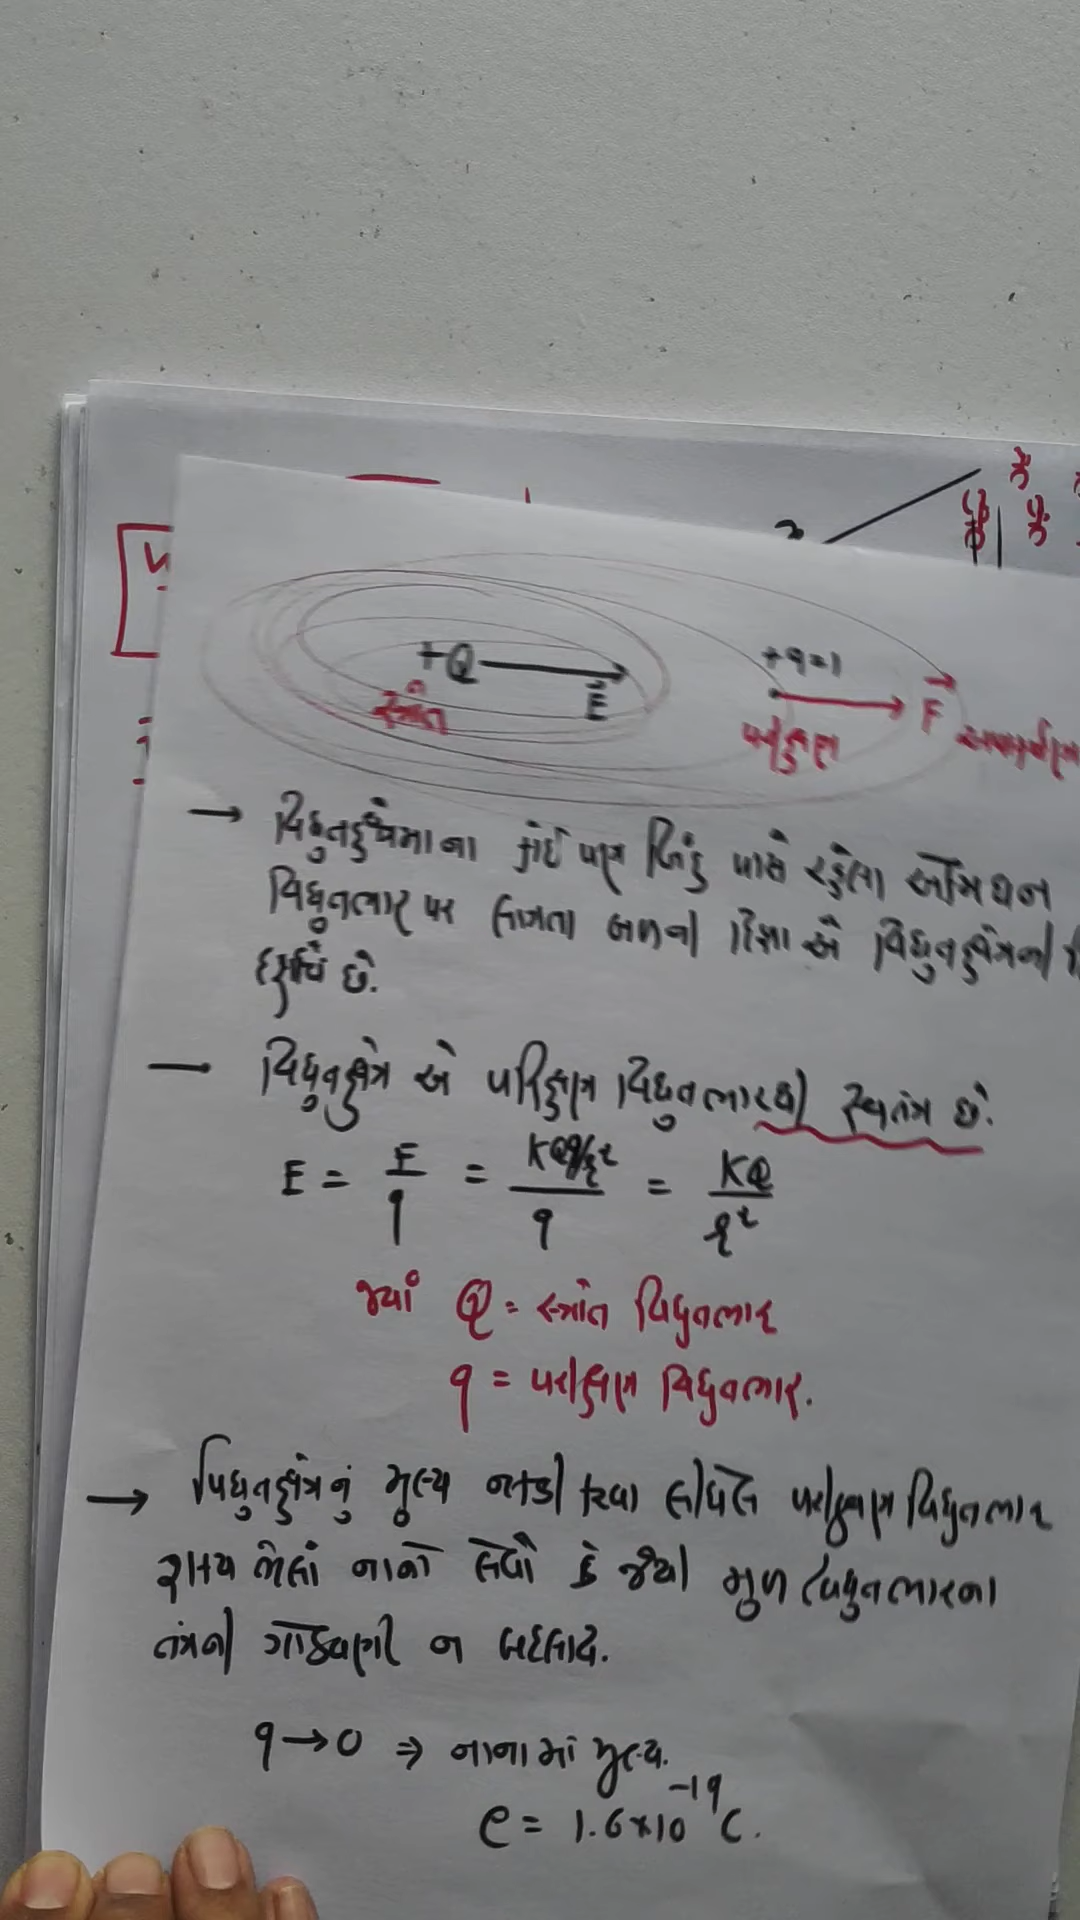 +Q E +q=1 F
સ્ત્રોત પરીક્ષણ
→ વિદ્યુતક્ષેત્રમાંના કોઈ પણ બિંદુ પાસે રહેલા એકમ ધન
વિદ્યુતભાર પર લાગતા બળની દિશા એ વિદ્યુતક્ષેત્રની
દર્શાવે છે.
— વિદ્યુતક્ષેત્ર એ પરિક્ષણ વિદ્યુતભારથી સ્વતંત્ર છે.
E = F/q = (KQq/r²)/q = KQ/r²
જ્યાં Q = સ્ત્રોત વિદ્યુતભાર
q = પરીક્ષણ વિદ્યુતભાર.
→ વિદ્યુતક્ષેત્રનું મૂલ્ય નક્કી કરવા લીધેલ પરીક્ષણ વિદ્યુતભાર
શક્ય તેટલો નાનો લેવો કે જેથી મુળ વિદ્યુતભારના
તંત્રની ગોઠવણી ન બદલાય.
q → 0 ⇒ નાનામાં મુલ્ય.
e = 1.6×10⁻¹⁹ C.